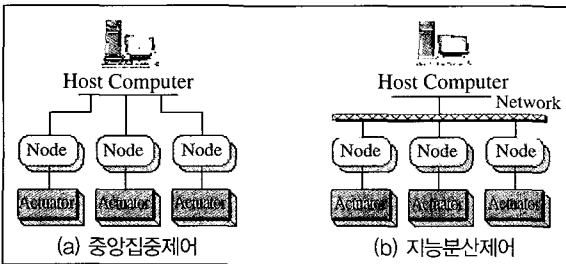 Host Computer
Node Node Node
Actuator Actuator Actuator
(a) 중앙집중제어
Host Computer
Network
Node Node Node
Actuator Actuator Actuator
(b) 지능분산제어